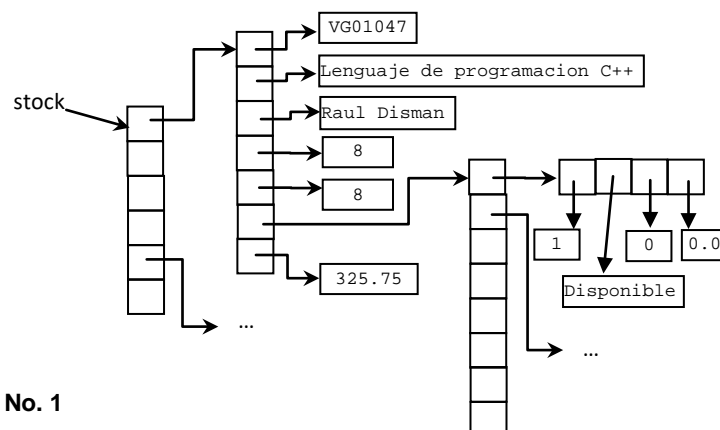 VG01047
Lenguaje de programacion C++
stock
Raul Disman
8
8
1
0
0.0
Disponible
325.75
...
...
No. 1